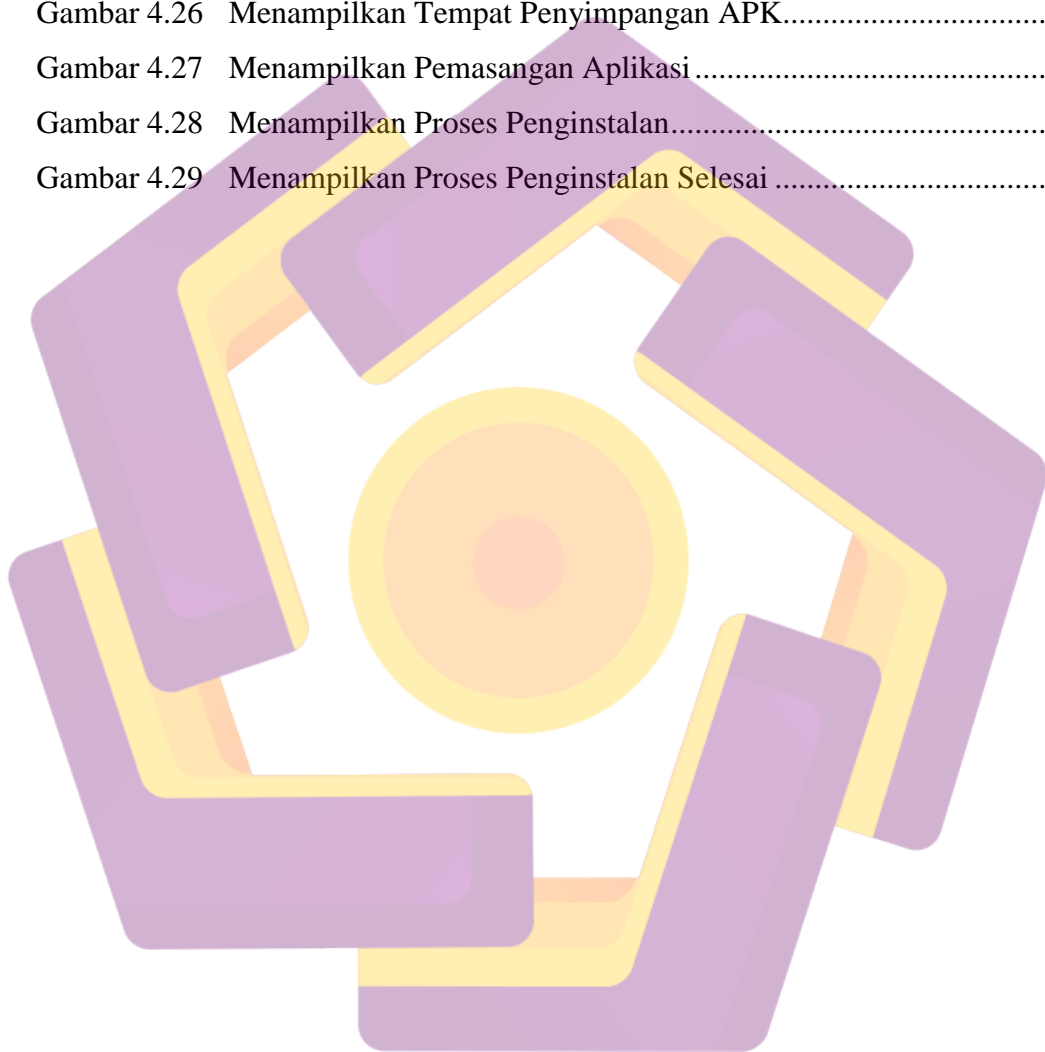 Gambar 4.26 Menampilkan Tempat Penyimpangan APK.................................
Gambar 4.27 Menampilkan Pemasangan Aplikasi............................................
Gambar 4.28 Menampilkan Proses Penginstalan...............................................
Gambar 4.29 Menampilkan Proses Penginstalan Selesai ..................................